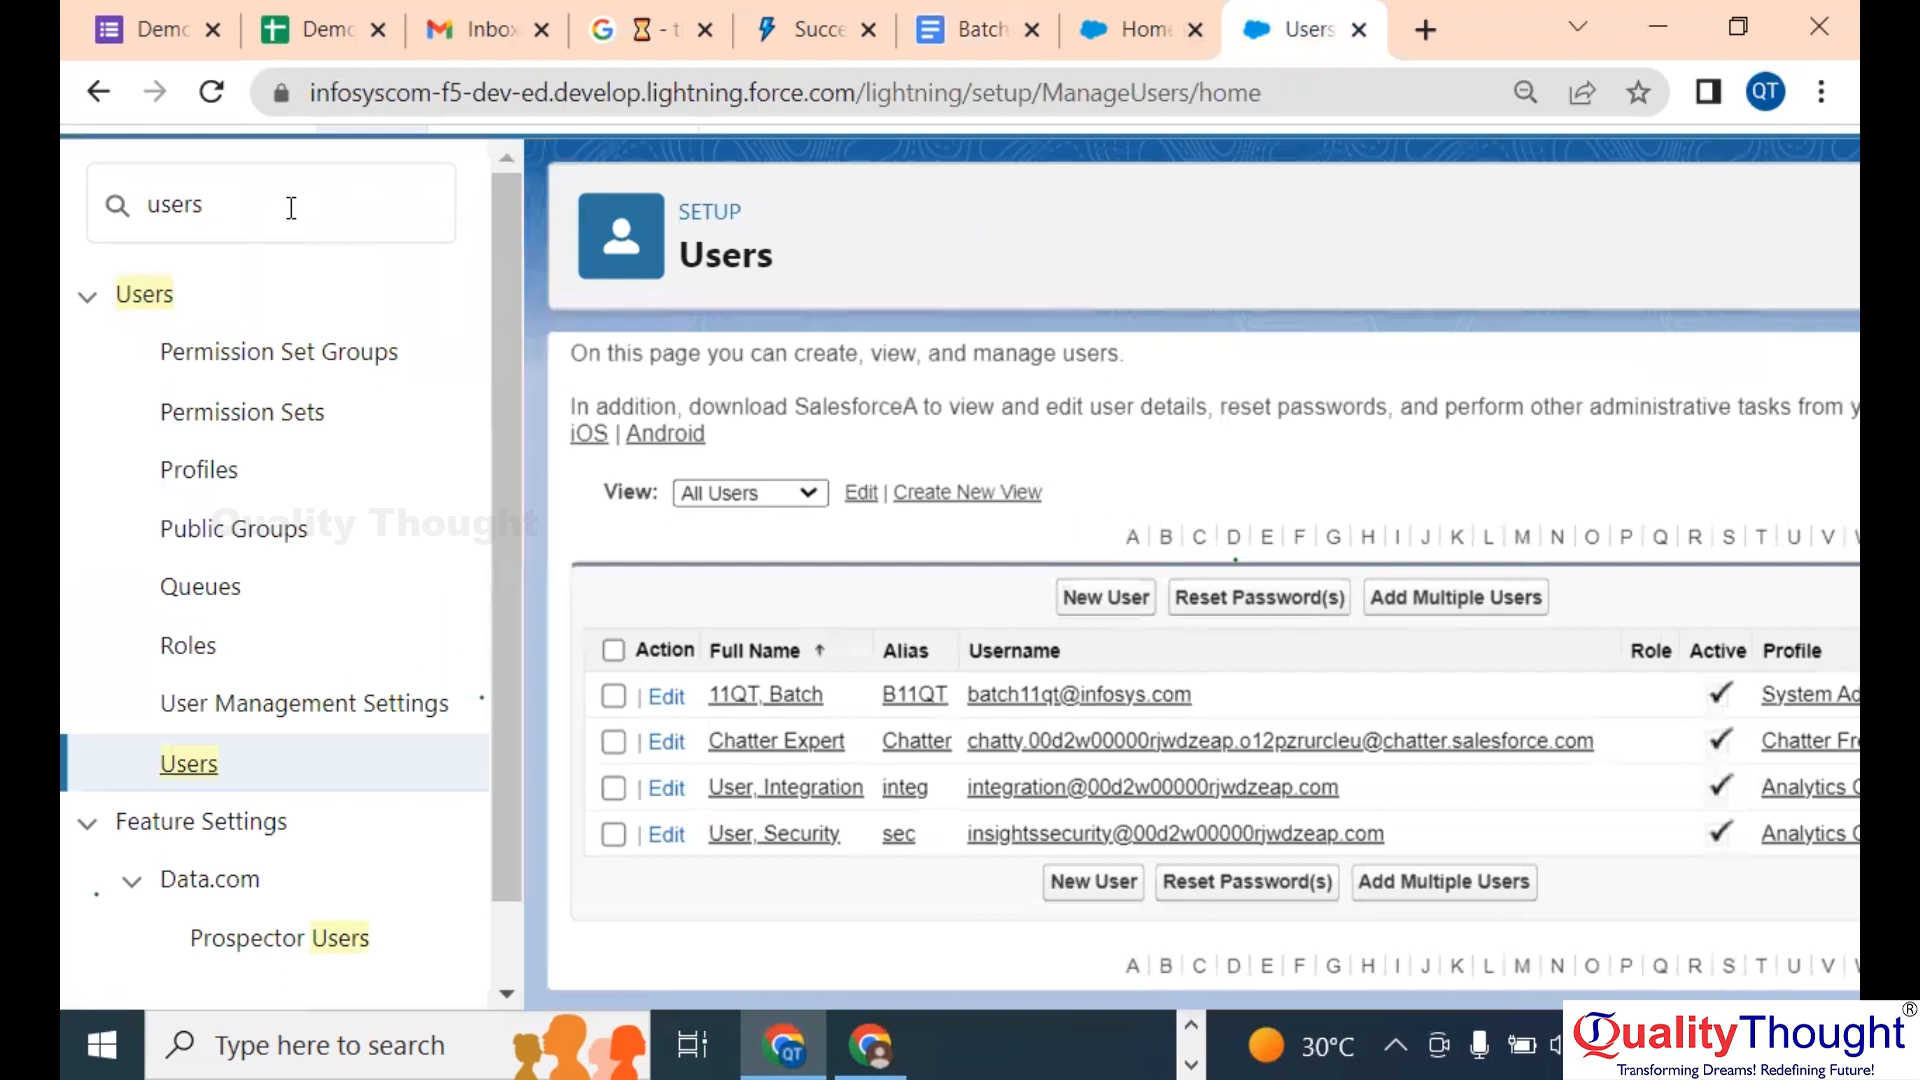 Demo
Demo
Inbox
- t
Succe
Batch
Home
Users
infosyscom-f5-dev-ed.develop.lightning.force.com/lightning/setup/ManageUsers/home
QT
users
Users
Permission Set Groups
Permission Sets
Profiles
Public Groups
Queues
Roles
User Management Settings
Users
Feature Settings
Data.com
Prospector Users
Quality Thought
SETUP
Users
On this page you can create, view, and manage users.
In addition, download SalesforceA to view and edit user details, reset passwords, and perform other administrative tasks from y
iOS | Android
View: All Users Edit | Create New View
A | B | C | D | E | F | G | H | I | J | K | L | M | N | O | P | Q | R | S | T | U | V |
New User Reset Password(s) Add Multiple Users
Action Full Name ↑ Alias Username Role Active Profile
| Edit 11QT, Batch B11QT batch11qt@infosys.com System Ad
| Edit Chatter Expert Chatter chatty.00d2w00000rjwdzeap.o12pzrurcleu@chatter.salesforce.com Chatter Fr
| Edit User, Integration integ integration@00d2w00000rjwdzeap.com Analytics C
| Edit User, Security sec insightssecurity@00d2w00000rjwdzeap.com Analytics C
New User Reset Password(s) Add Multiple Users
A | B | C | D | E | F | G | H | I | J | K | L | M | N | O | P | Q | R | S | T | U | V |
Type here to search
QT
30°C
QualityThought®
Transforming Dreams! Redefining Future!